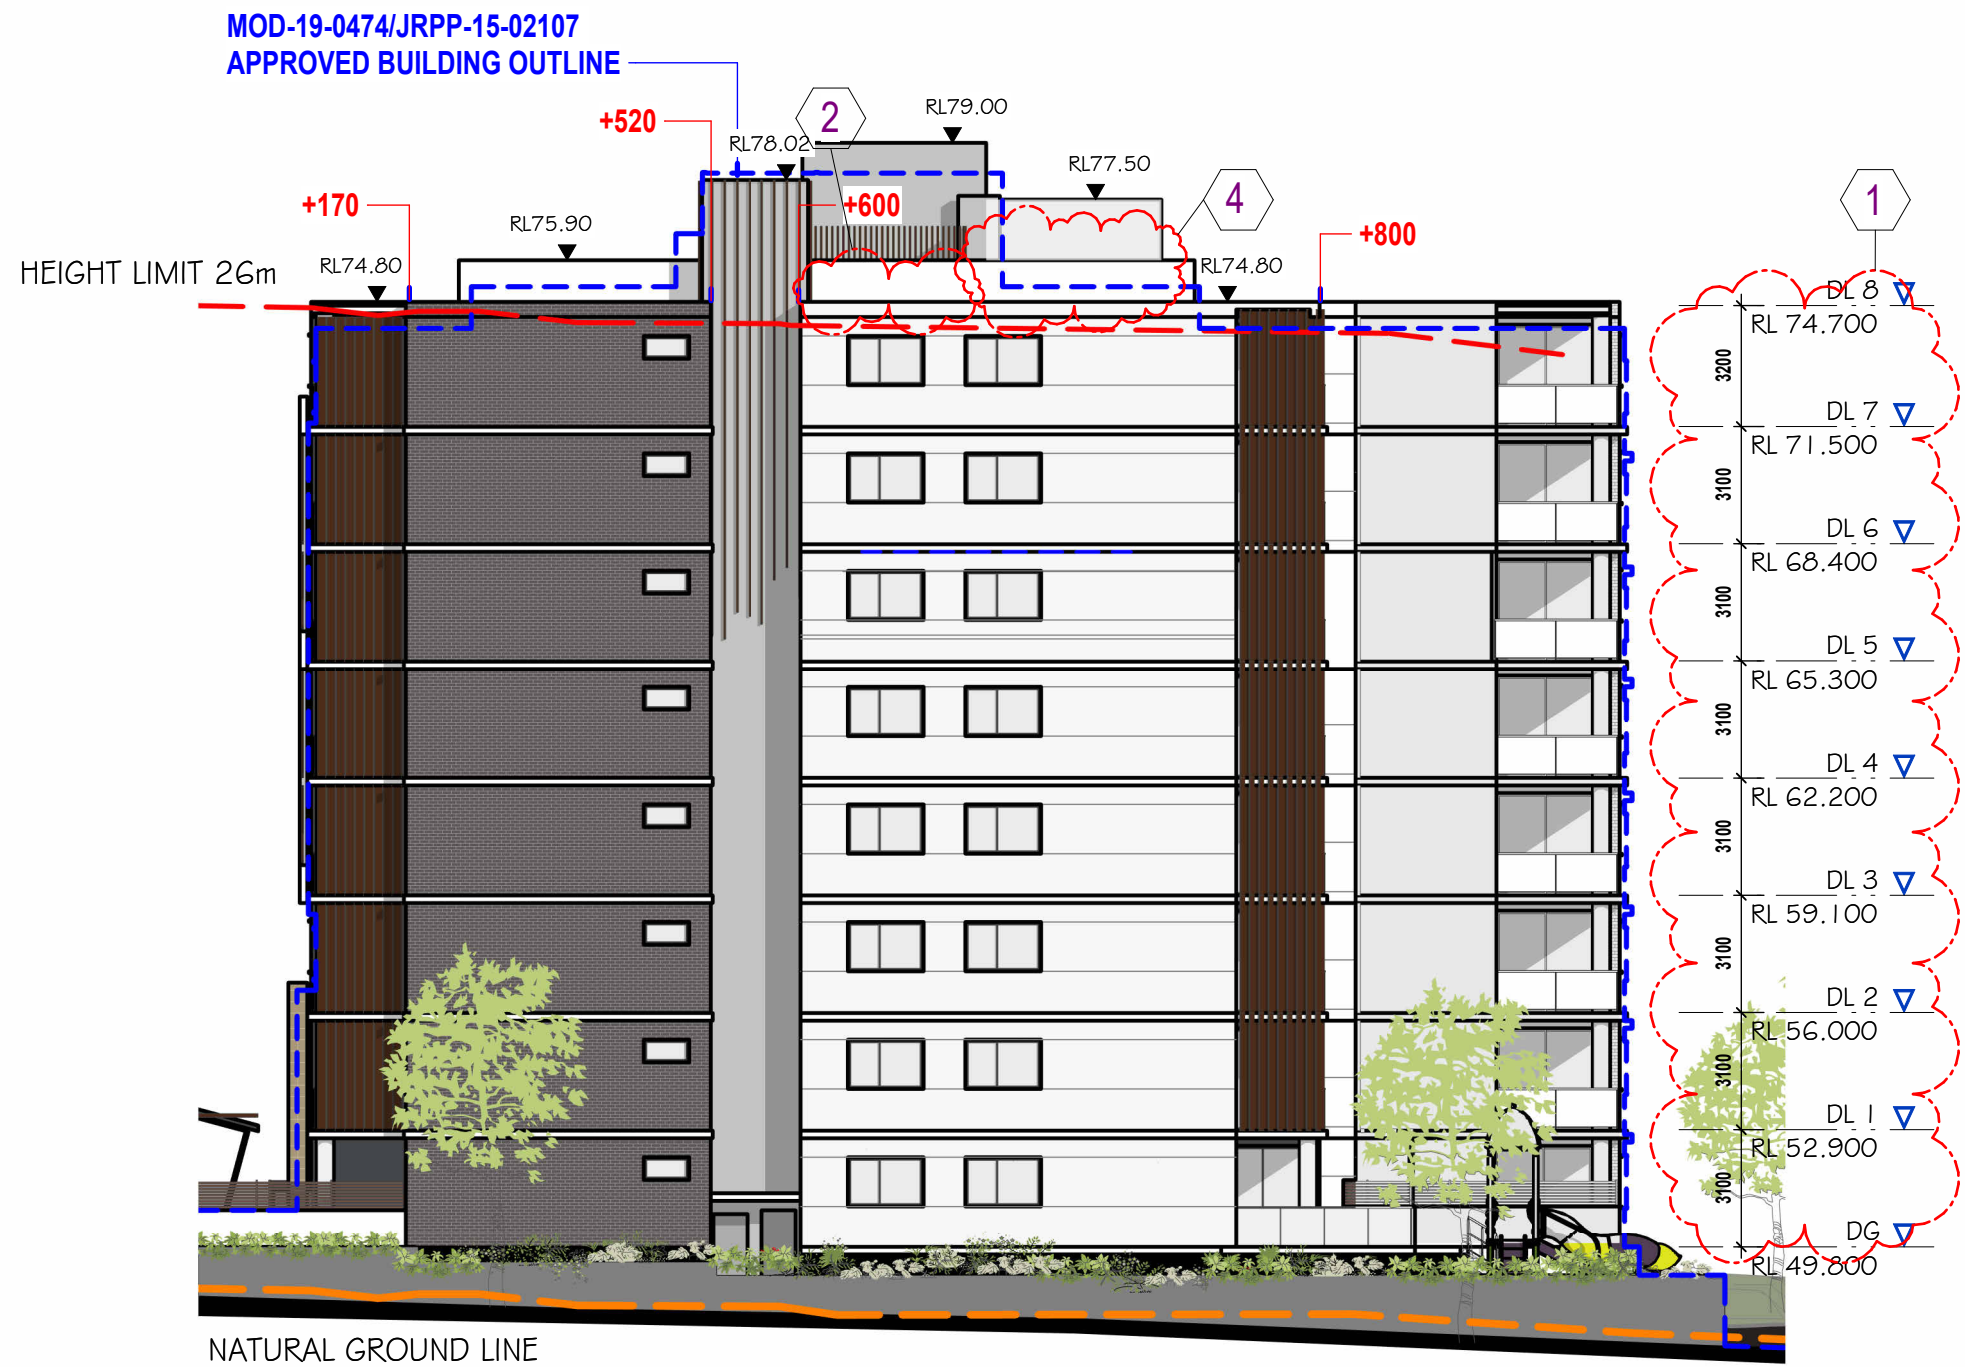 MOD-19-0474/JRPP-15-02107
APPROVED BUILDING OUTLINE
+520
2
RL79.00
RL78.02
RL77.50
4
1
+170
+600
RL75.90
+800
HEIGHT LIMIT 26m
RL74.80
RL74.80
DL 8
RL 74.700
3200
DL 7
RL 71.500
3100
DL 6
RL 68.400
3100
DL 5
RL 65.300
3100
DL 4
RL 62.200
3100
DL 3
RL 59.100
3100
DL 2
RL 56.000
3100
DL 1
RL 52.900
3100
DG
RL 49.800
NATURAL GROUND LINE